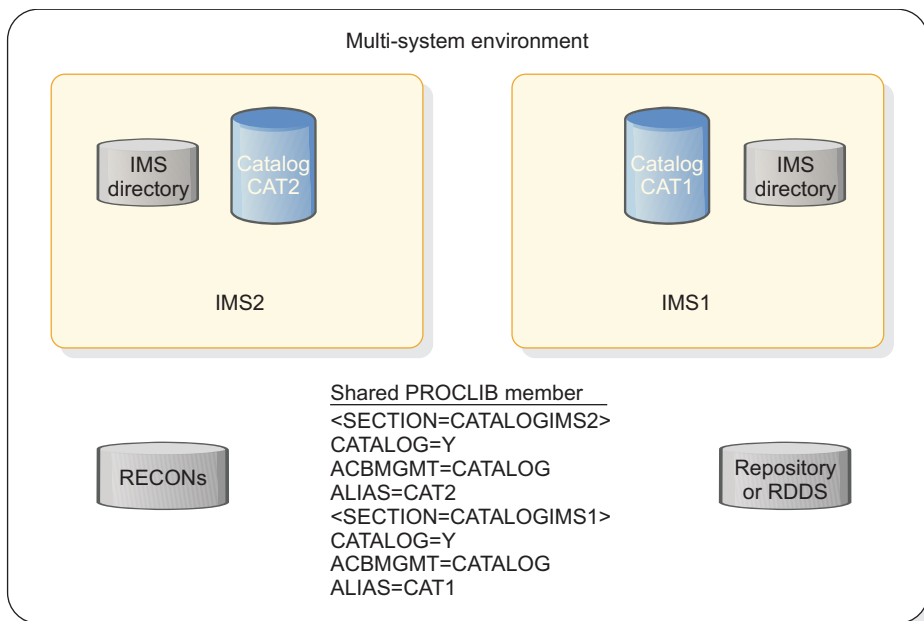 Multi-system environment
IMS
directory
Catalog
CAT2
IMS2
Catalog
CAT1
IMS
directory
IMS1
RECONs
Shared PROCLIB member
<SECTION=CATALOGIMS2>
CATALOG=Y
ACBMGMT=CATALOG
ALIAS=CAT2
<SECTION=CATALOGIMS1>
CATALOG=Y
ACBMGMT=CATALOG
ALIAS=CAT1
Repository
or RDDS